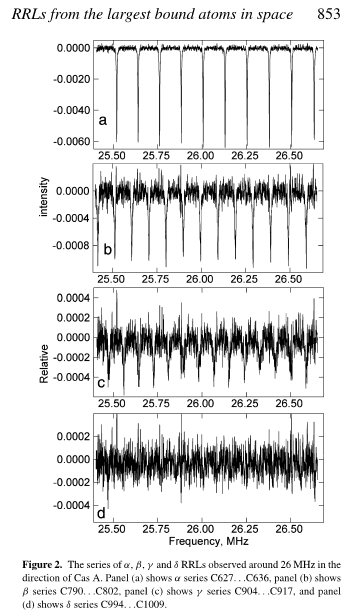 RRLs from the largest bound atoms in space 853
0.0000
-0.0020
-0.0040
-0.0060
a
25.50 25.75 26.00 26.25 26.50
intensity
0.0000
-0.0004
-0.0008
b
25.50 25.75 26.00 26.25 26.50
Relative
0.0004
0.0002
0.0000
-0.0002
-0.0004
c
25.50 25.75 26.00 26.25 26.50
0.0002
0.0000
-0.0002
-0.0004
d
25.50 25.75 26.00 26.25 26.50
Frequency, MHz
Figure 2. The series of α, β, γ and δ RRLs observed around 26 MHz in the
direction of Cas A. Panel (a) shows α series C627. . .C636, panel (b) shows
β series C790. . .C802, panel (c) shows γ series C904. . .C917, and panel
(d) shows δ series C994. . .C1009.